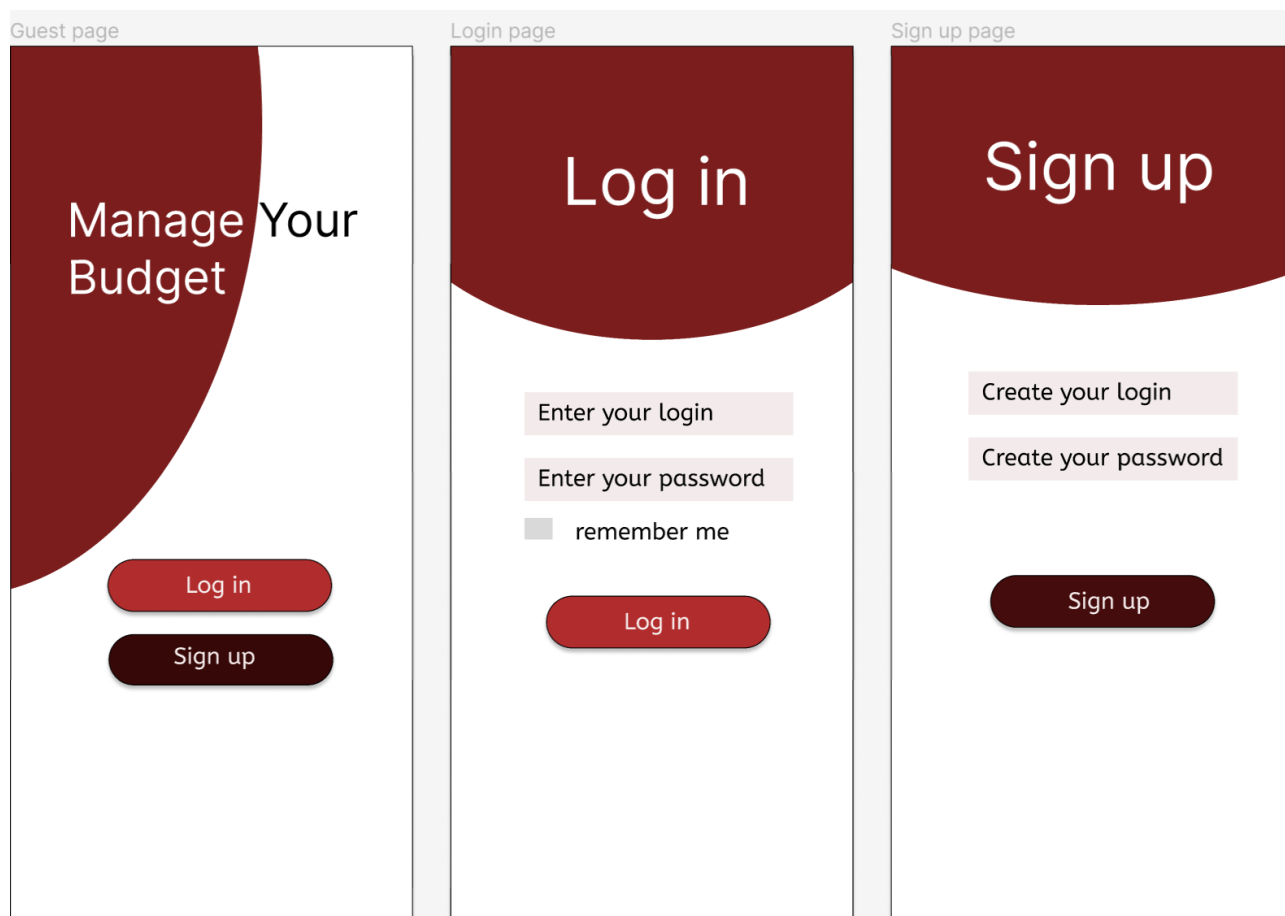 Guest page
Manage Your
Budget
Log in
Sign up
Login page
Log in
Enter your login
Enter your password
remember me
Log in
Sign up page
Sign up
Create your login
Create your password
Sign up